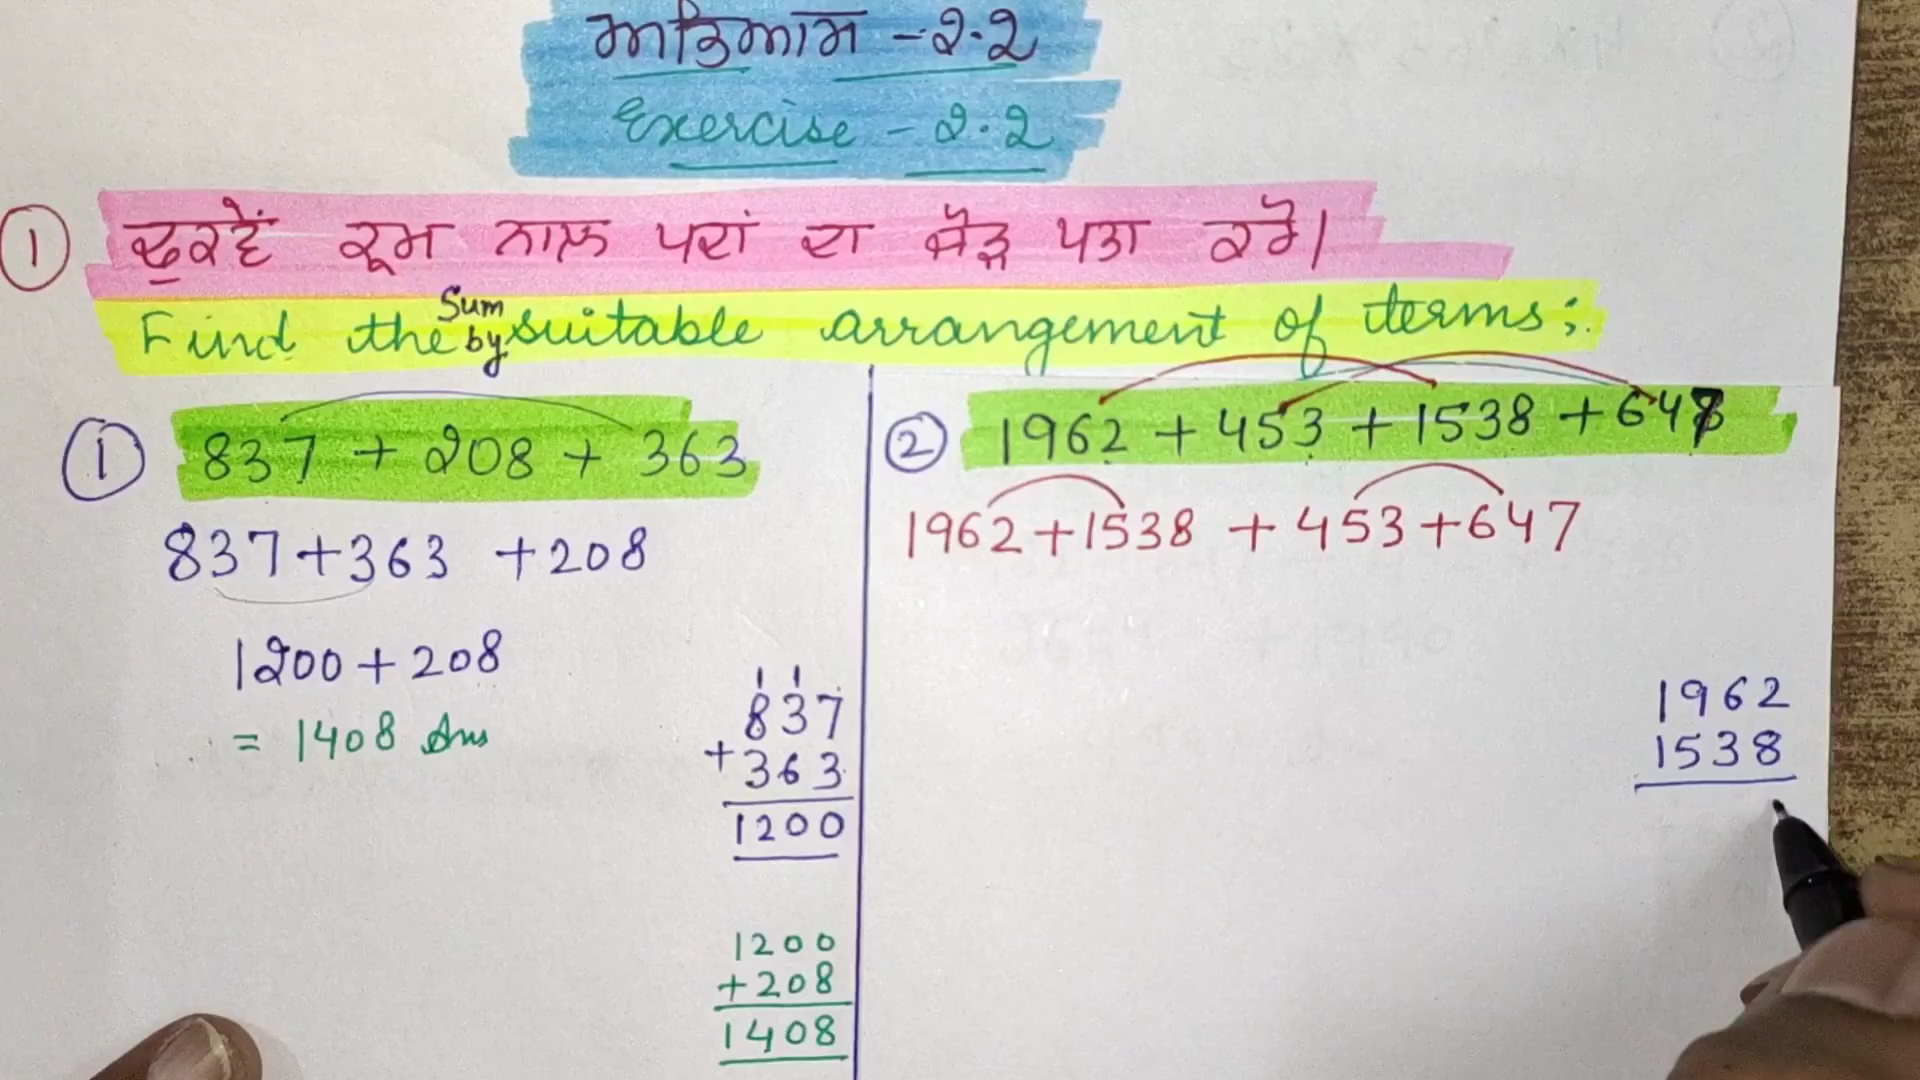 ਅਭਿਆਸ - 2.2
Exercise - 2.2
1 ਢੁਕਵੇਂ ਕ੍ਰਮ ਨਾਲ ਪਦਾਂ ਦਾ ਜੋੜ ਪਤਾ ਕਰੋ।
Find the Sum by suitable arrangement of terms:
1 837 + 208 + 363
837+363 +208
1200+208
= 1408 Ans
1 1
837
+363
1200
1200
+208
1408
2 1962 + 453 + 1538 + 647
1962+1538 + 453+647
1962
1538